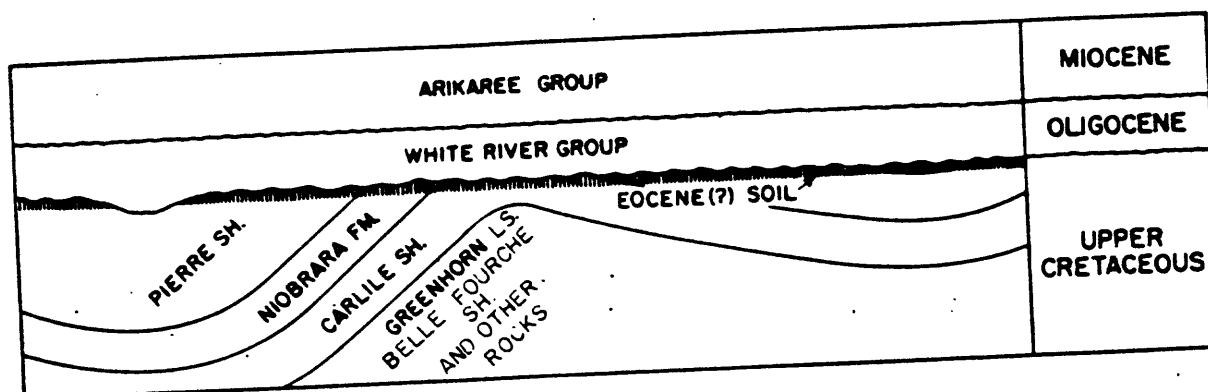 ARIKAREE GROUP
MIOCENE
WHITE RIVER GROUP
OLIGOCENE
EOCENE(?) SOIL
PIERRE SH.
NIOBRARA FM.
CARLILE SH.
GREENHORN LS.
BELLE FOURCHE
SH.
AND OTHER
ROCKS
UPPER
CRETACEOUS